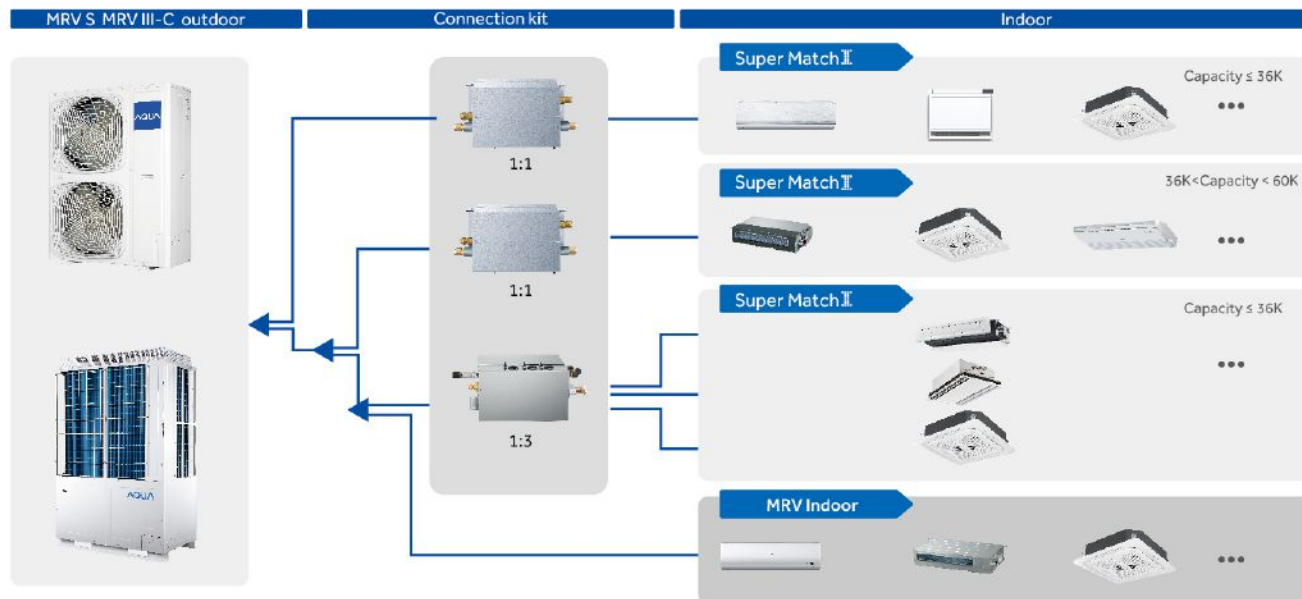 MRV S MRV III-C outdoor
Connection kit
Indoor
AQUA
AQUA
1:1
1:1
1:3
Super Match II
Capacity ≤ 36K
Super Match II
36K<Capacity < 60K
Super Match II
Capacity ≤ 36K
MRV Indoor